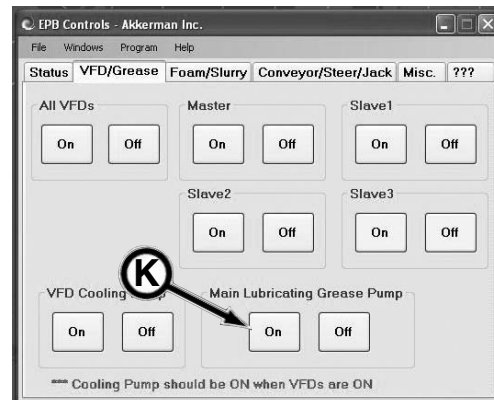 EPB Controls - Akkerman Inc.
File Windows Program Help
Status VFD/Grease Foam/Slurry Conveyor/Steer/Jack Misc. ???
All VFDs Master Slave1
On Off On Off On Off
Slave2 Slave3
On Off On Off
K
VFD Cooling Main Lubricating Grease Pump
On Off On Off
*** Cooling Pump should be ON when VFDs are ON